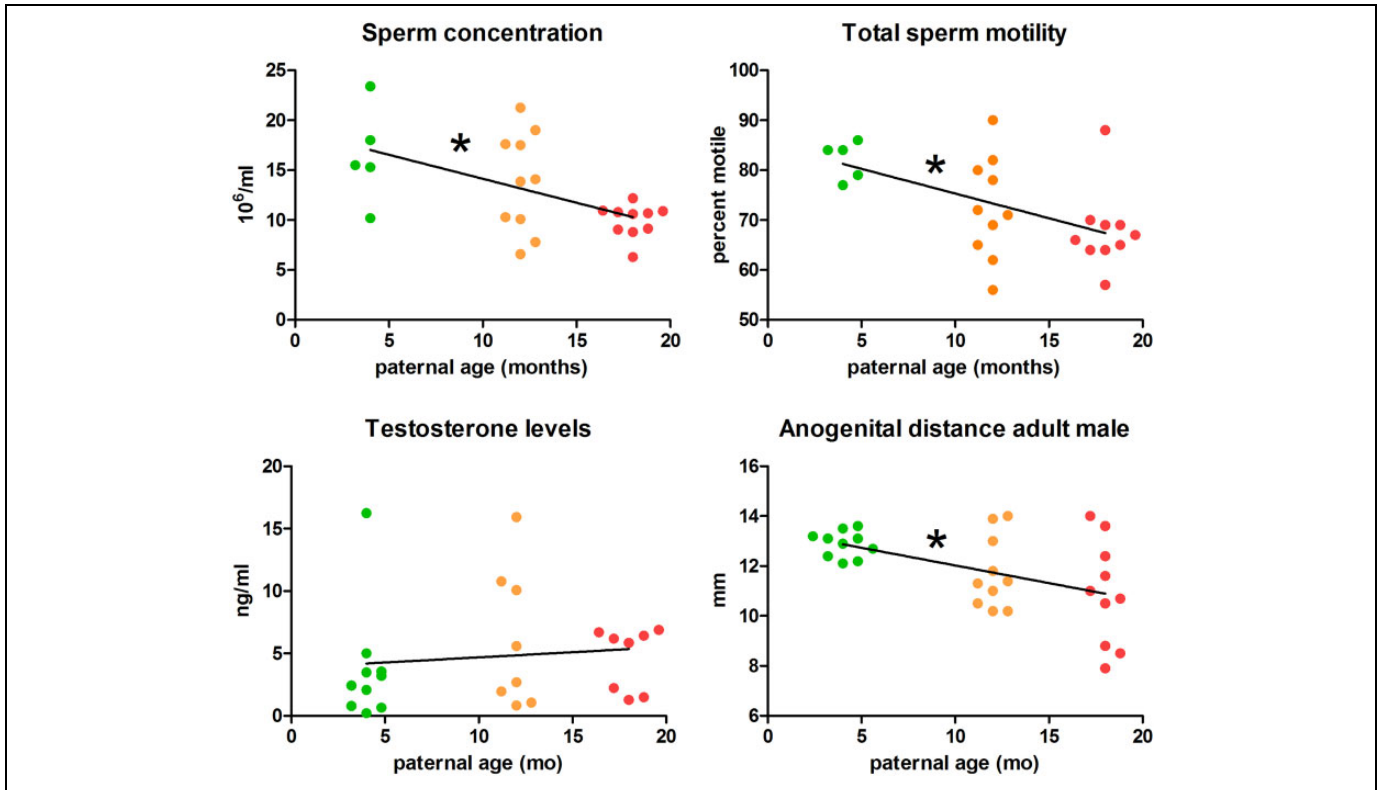 Sperm concentration
25
20
15
10
5
0
10⁶/ml
*
0 5 10 15 20
paternal age (months)
Total sperm motility
100
90
80
70
60
50
percent motile
*
0 5 10 15 20
paternal age (months)
Testosterone levels
20
15
10
5
0
ng/ml
0 5 10 15 20
paternal age (mo)
Anogenital distance adult male
16
14
12
10
8
6
mm
*
0 5 10 15 20
paternal age (mo)